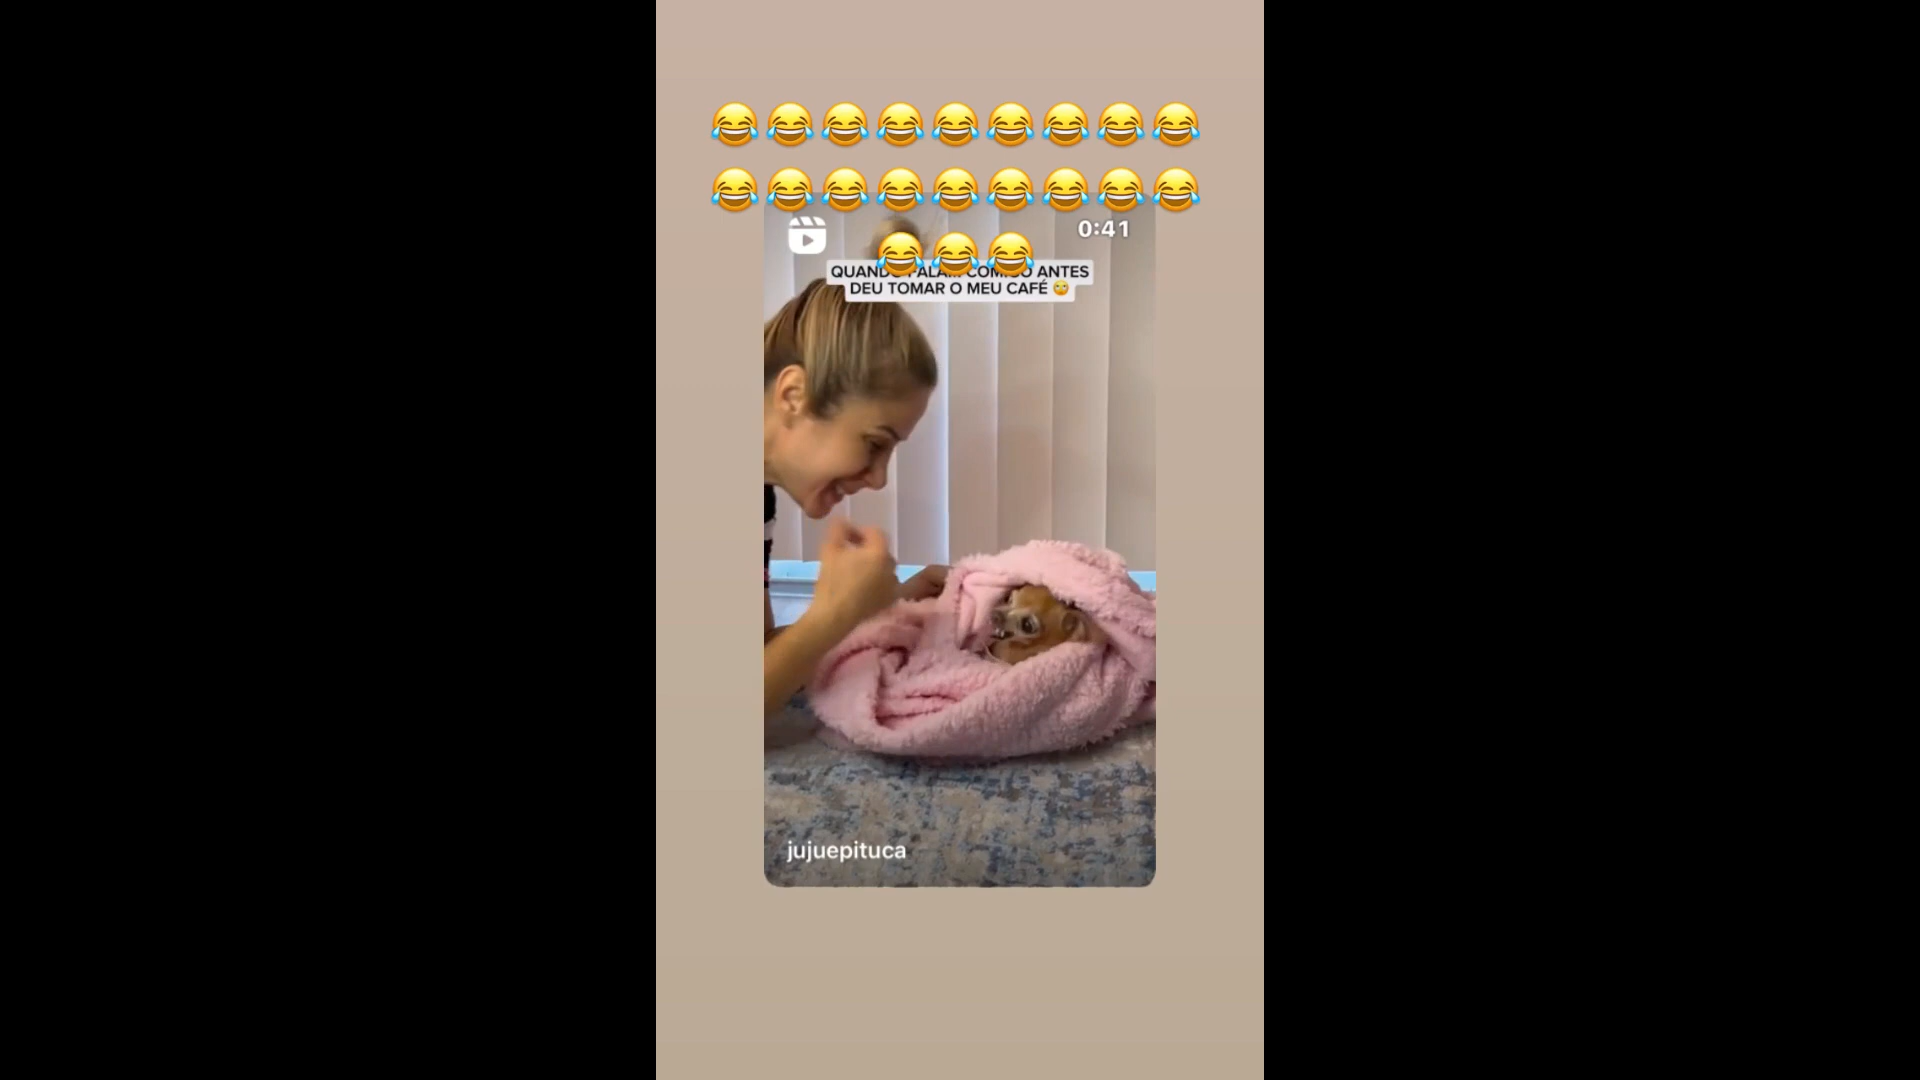 😂😂😂😂😂😂😂😂😂
😂😂😂😂😂😂😂😂😂
😂😂😂
0:41
QUANDO FALAM COMIGO ANTES
DEU TOMAR O MEU CAFÉ 🙄
jujuepituca